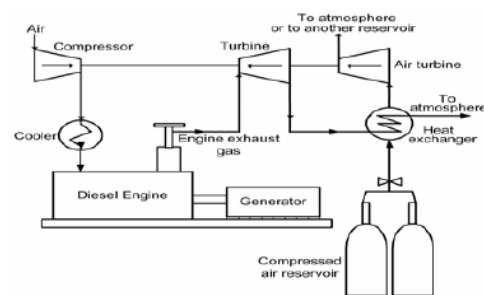 To atmosphere
or to another reservoir
Air
Compressor
Turbine
Air turbine
To
atmosphere
Cooler
Engine exhaust
gas
Heat
exchanger
Diesel Engine
Generator
Compressed
air reservoir